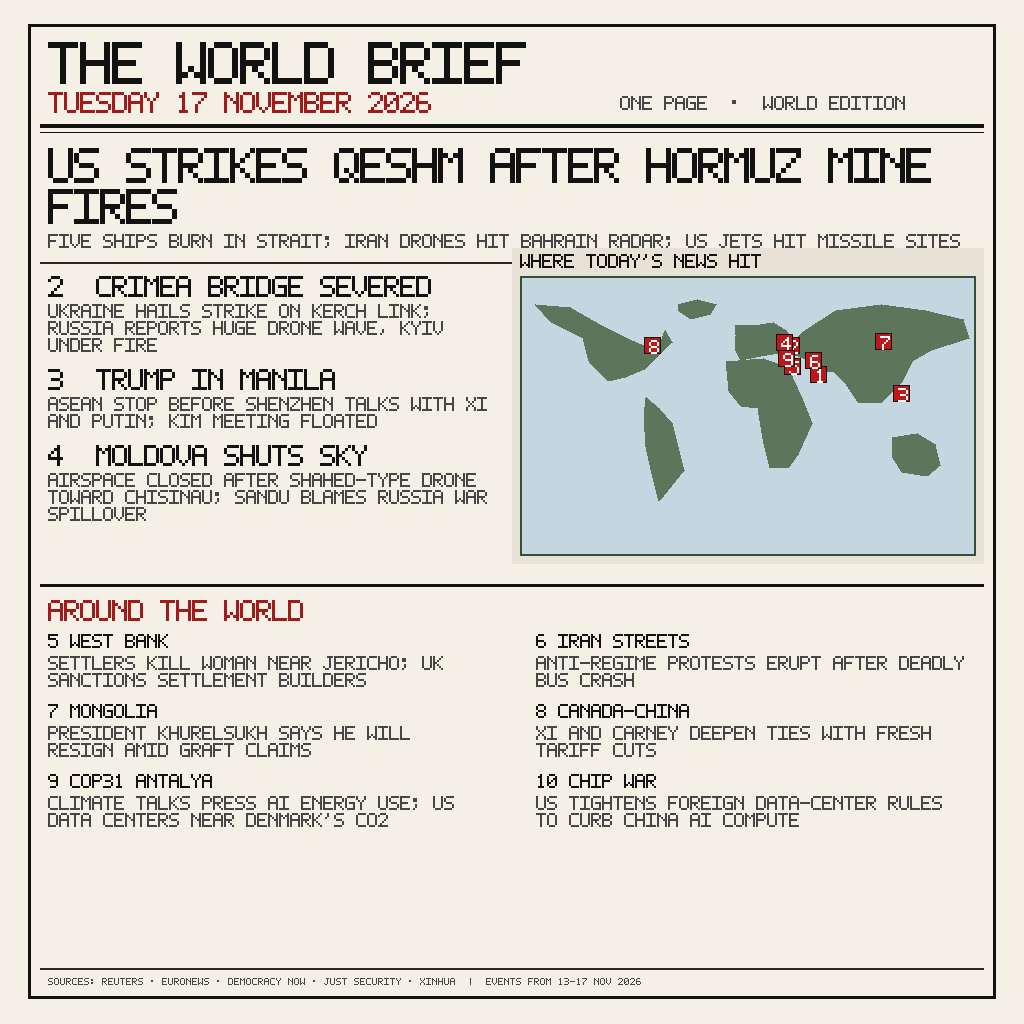 THE WORLD BRIEF
TUESDAY 17 NOVEMBER 2026
ONE PAGE · WORLD EDITION
US STRIKES QESHM AFTER HORMUZ MINE
FIRES
FIVE SHIPS BURN IN STRAIT; IRAN DRONES HIT BAHRAIN RADAR; US JETS HIT MISSILE SITES
2 CRIMEA BRIDGE SEVERED
UKRAINE HAILS STRIKE ON KERCH LINK;
RUSSIA REPORTS HUGE DRONE WAVE, KYIV
UNDER FIRE
3 TRUMP IN MANILA
ASEAN STOP BEFORE SHENZHEN TALKS WITH XI
AND PUTIN; KIM MEETING FLOATED
4 MOLDOVA SHUTS SKY
AIRSPACE CLOSED AFTER SHAHED-TYPE DRONE
TOWARD CHISINAU; SANDU BLAMES RUSSIA WAR
SPILLOVER
WHERE TODAY'S NEWS HIT
8
4
7
9
6
1
3
AROUND THE WORLD
5 WEST BANK
SETTLERS KILL WOMAN NEAR JERICHO; UK
SANCTIONS SETTLEMENT BUILDERS
6 IRAN STREETS
ANTI-REGIME PROTESTS ERUPT AFTER DEADLY
BUS CRASH
7 MONGOLIA
PRESIDENT KHURELSUKH SAYS HE WILL
RESIGN AMID GRAFT CLAIMS
8 CANADA-CHINA
XI AND CARNEY DEEPEN TIES WITH FRESH
TARIFF CUTS
9 COP31 ANTALYA
CLIMATE TALKS PRESS AI ENERGY USE; US
DATA CENTERS NEAR DENMARK'S CO2
10 CHIP WAR
US TIGHTENS FOREIGN DATA-CENTER RULES
TO CURB CHINA AI COMPUTE
SOURCES: REUTERS · EURONEWS · DEMOCRACY NOW · JUST SECURITY · XINHUA | EVENTS FROM 13-17 NOV 2026